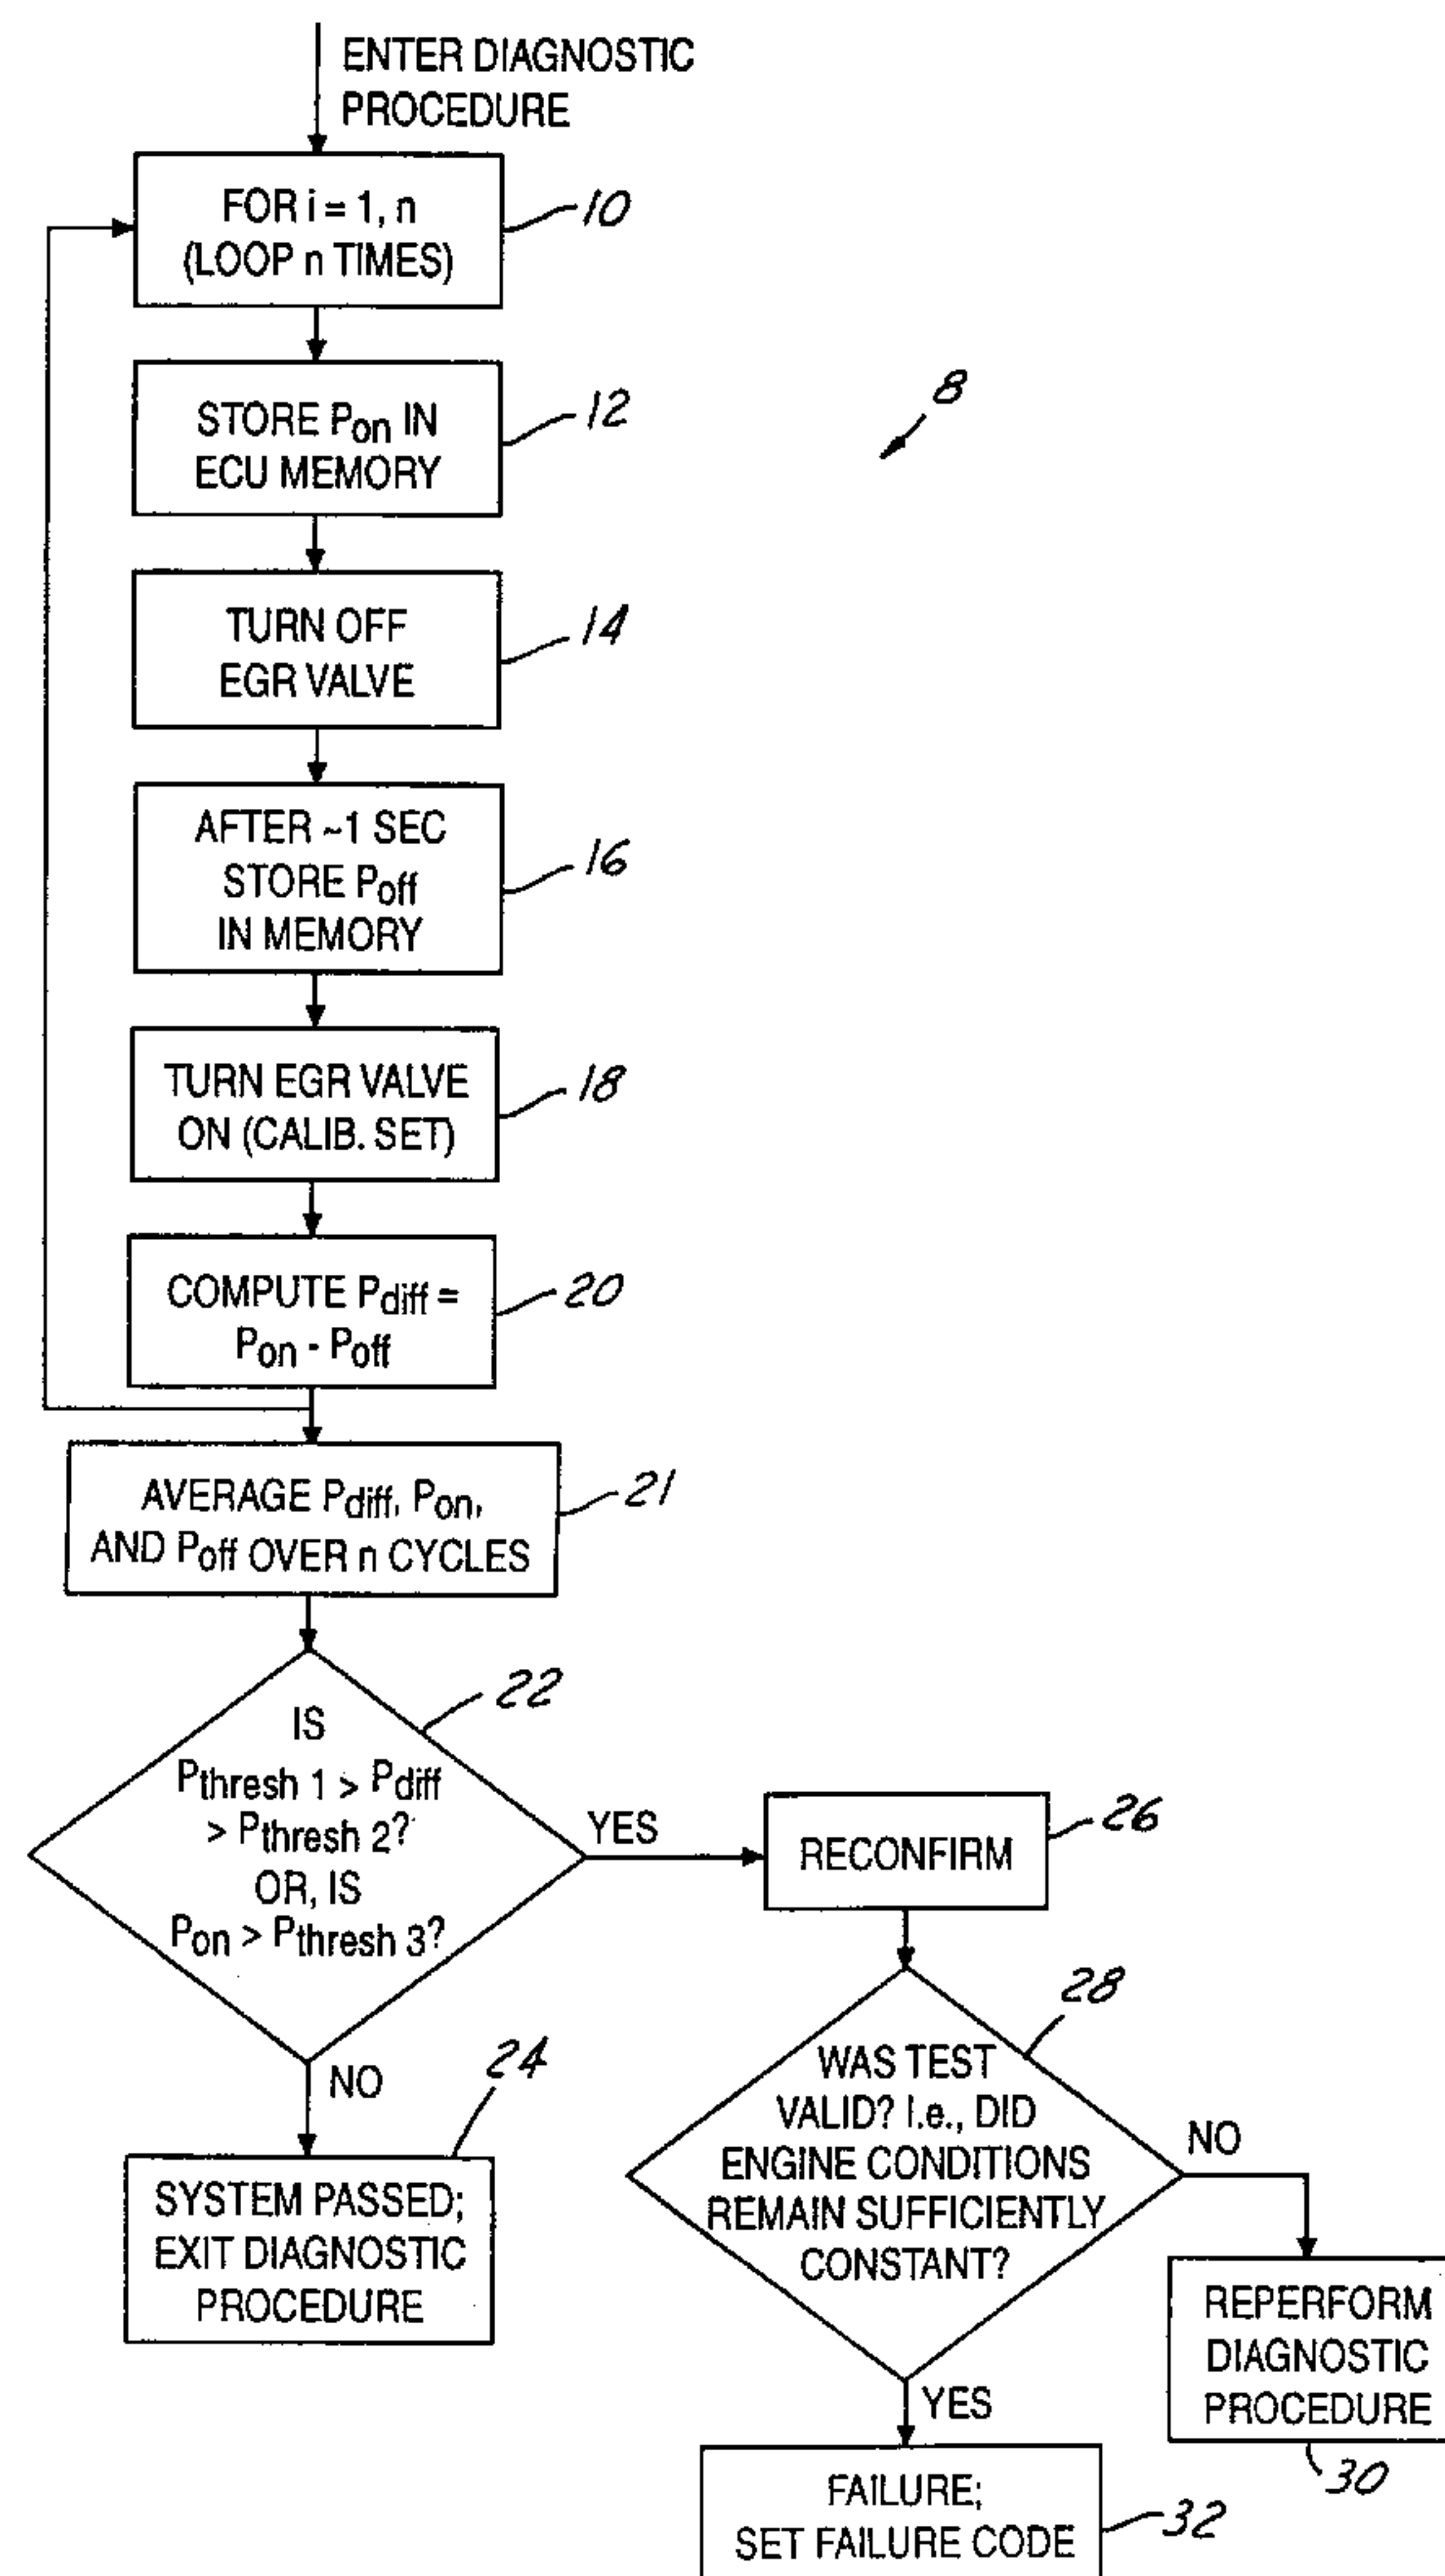 ENTER DIAGNOSTIC
PROCEDURE
FOR i = 1, n
(LOOP n TIMES)
10
STORE Pon IN
ECU MEMORY
12
8
TURN OFF
EGR VALVE
14
AFTER ~1 SEC
STORE Poff
IN MEMORY
16
TURN EGR VALVE
ON (CALIB. SET)
18
COMPUTE Pdiff =
Pon - Poff
20
AVERAGE Pdiff, Pon,
AND Poff OVER n CYCLES
21
IS
Pthresh 1 > Pdiff
> Pthresh 2?
OR, IS
Pon > Pthresh 3?
22
YES
RECONFIRM
26
NO
SYSTEM PASSED;
EXIT DIAGNOSTIC
PROCEDURE
24
WAS TEST
VALID? I.e., DID
ENGINE CONDITIONS
REMAIN SUFFICIENTLY
CONSTANT?
28
NO
REPERFORM
DIAGNOSTIC
PROCEDURE
30
YES
FAILURE;
SET FAILURE CODE
32